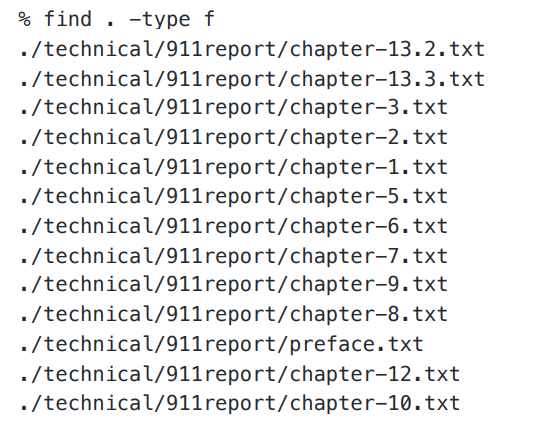 % find . -type f
./technical/911report/chapter-13.2.txt
./technical/911report/chapter-13.3.txt
./technical/911report/chapter-3.txt
./technical/911report/chapter-2.txt
./technical/911report/chapter-1.txt
./technical/911report/chapter-5.txt
./technical/911report/chapter-6.txt
./technical/911report/chapter-7.txt
./technical/911report/chapter-9.txt
./technical/911report/chapter-8.txt
./technical/911report/preface.txt
./technical/911report/chapter-12.txt
./technical/911report/chapter-10.txt